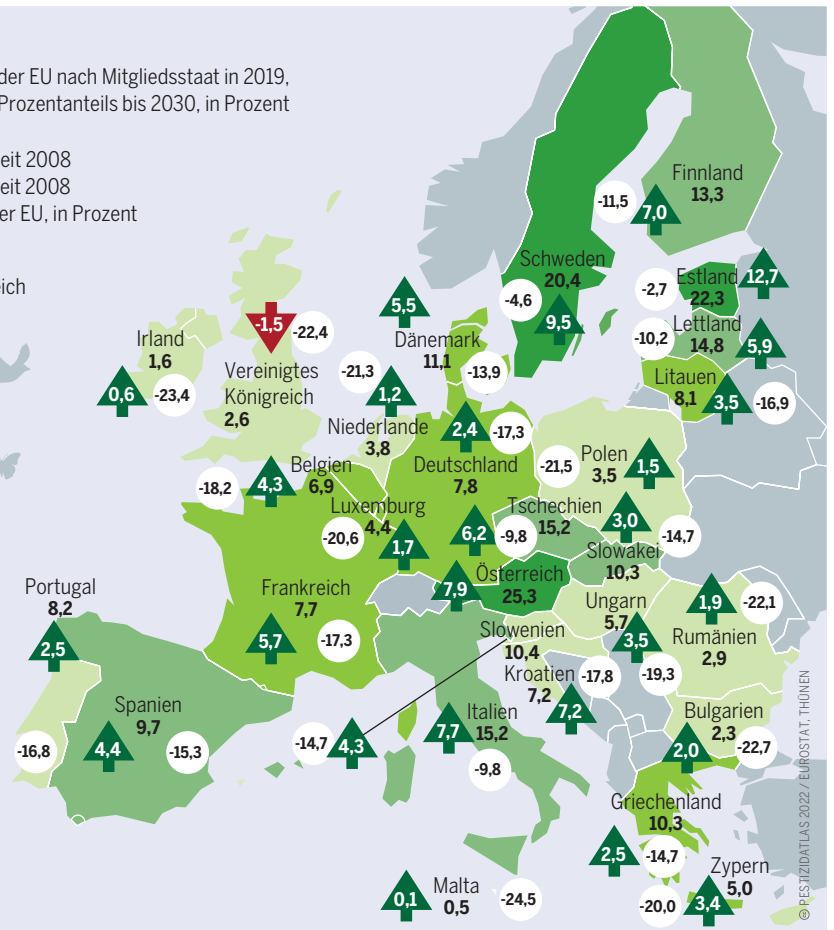 der EU nach Mitgliedsstaat in 2019,
Prozentanteils bis 2030, in Prozent
eit 2008
eit 2008
er EU, in Prozent
eich
Finnland
13,3
-11,5
7,0
Schweden
20,4
-4,6
9,5
Estland
22,3
-2,7
12,7
Lettland
14,8
-10,2
5,9
Litauen
8,1
3,5
-16,9
5,5
Dänemark
11,1
-13,9
-1,5
-22,4
Vereinigtes
Königreich
2,6
Irland
1,6
0,6
-23,4
-21,3
1,2
Niederlande
3,8
2,4
-17,3
Deutschland
7,8
Polen
3,5
-21,5
1,5
-18,2
4,3
Belgien
6,9
Luxemburg
4,4
-20,6
1,7
Tschechien
15,2
6,2
-9,8
3,0
-14,7
Slowakei
10,3
7,9
Österreich
25,3
Frankreich
7,7
5,7
-17,3
Ungarn
5,7
3,5
-19,3
1,9
-22,1
Rumänien
2,9
Portugal
8,2
2,5
-16,8
Spanien
9,7
4,4
-15,3
Slowenien
10,4
-14,7
4,3
Kroatien
7,2
-17,8
7,2
Italien
15,2
7,7
-9,8
Bulgarien
2,3
2,0
-22,7
Griechenland
10,3
2,5
-14,7
Zypern
5,0
-20,0
3,4
Malta
0,5
0,1
-24,5
PESTIZIDATLAS 2022 / EUROSTAT, THÜNEN